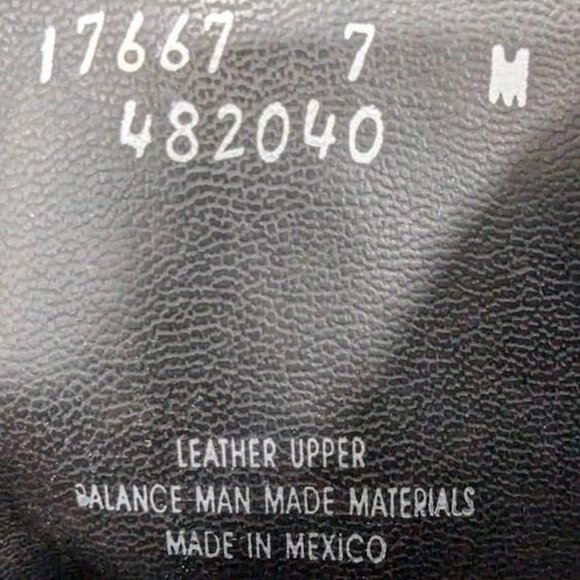 17667 7 M
482040
LEATHER UPPER
BALANCE MAN MADE MATERIALS
MADE IN MEXICO